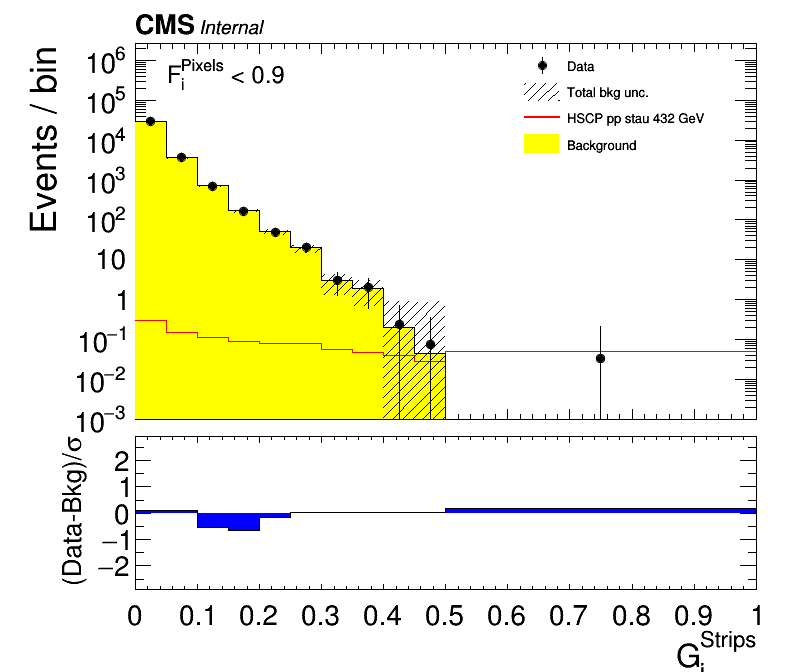 CMS Internal
F_i^Pixels < 0.9
Data
Total bkg unc.
HSCP pp stau 432 GeV
Background
Events / bin
10^6
10^5
10^4
10^3
10^2
10
1
10^−1
10^−2
10^−3
(Data-Bkg)/σ
2
1
0
−1
−2
0 0.1 0.2 0.3 0.4 0.5 0.6 0.7 0.8 0.9 1
G_i^Strips